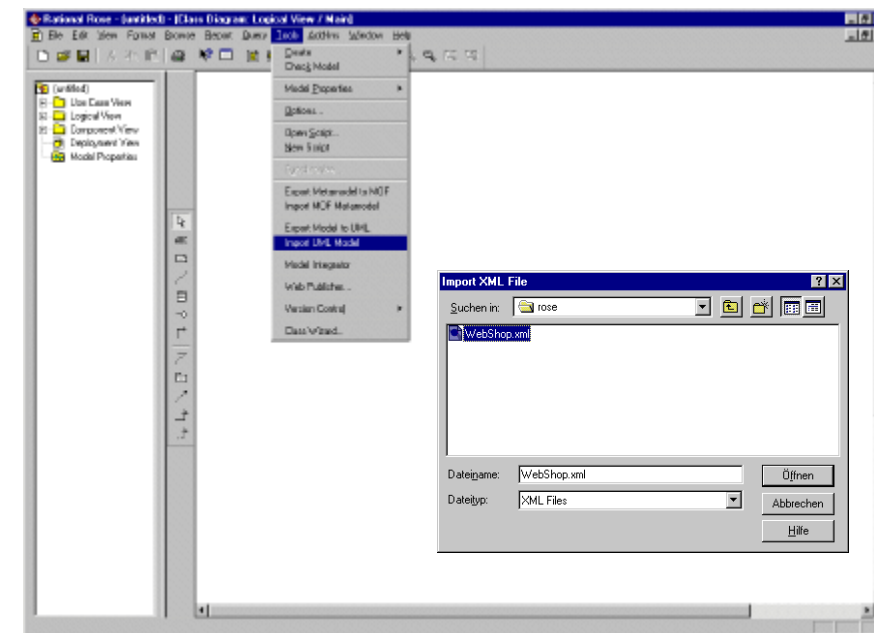 Rational Rose - (untitled) - [Class Diagram: Logical View / Main]
File Edit View Format Browse Report Query Tools Add-Ins Window Help
Create
Check Model
Model Properties
Options...
Open Script...
New Script
Export Metamodel to MOF
Import MOF Metamodel
Export Model to UML
Import UML Model
Model Integrator
Web Publisher...
Version Control
Class Wizard...
(untitled)
Use Case View
Logical View
Component View
Deployment View
Model Properties
ABC
Import XML File
Suchen in: rose
WebShop.xml
Dateiname: WebShop.xml Öffnen
Dateityp: XML Files Abbrechen
Hilfe